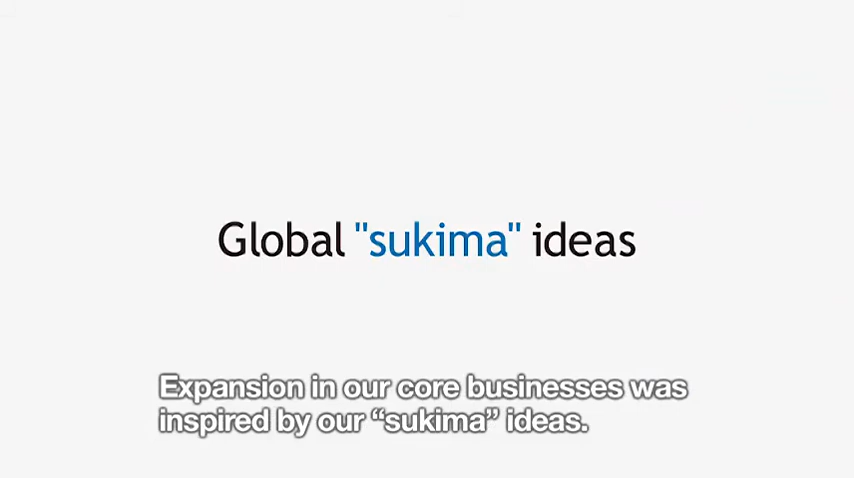 Global "sukima" ideas
Expansion in our core businesses was
inspired by our “sukima” ideas.